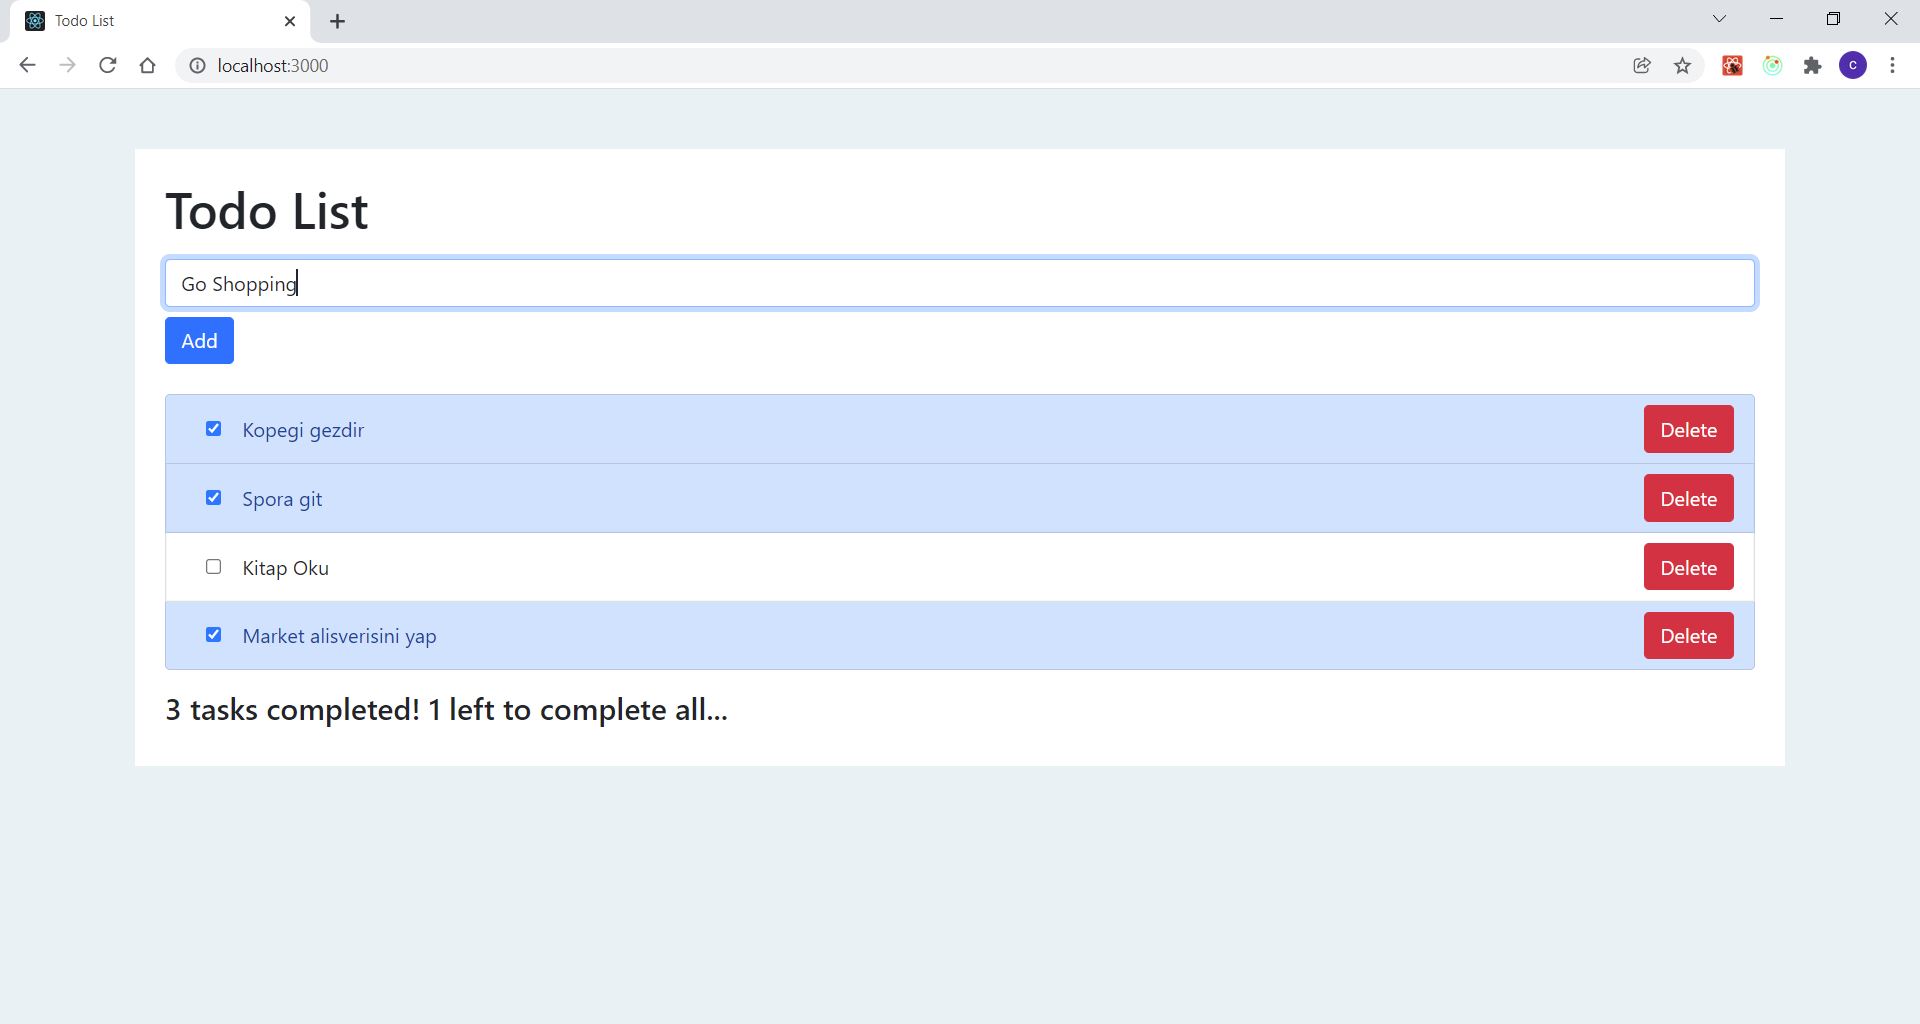 Todo List
localhost:3000
C
Todo List
Go Shopping
Add
Kopegi gezdir Delete
Spora git Delete
Kitap Oku Delete
Market alisverisini yap Delete
3 tasks completed! 1 left to complete all...